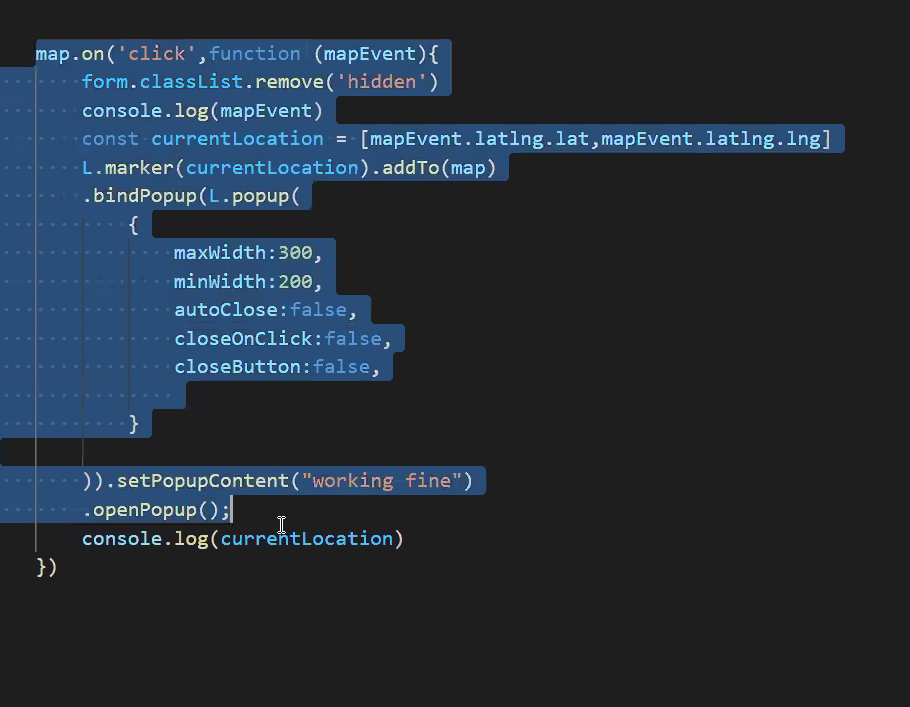 map.on('click',function (mapEvent){
form.classList.remove('hidden')
console.log(mapEvent)
const currentLocation = [mapEvent.latlng.lat,mapEvent.latlng.lng]
L.marker(currentLocation).addTo(map)
.bindPopup(L.popup(
{
maxWidth:300,
minWidth:200,
autoClose:false,
closeOnClick:false,
closeButton:false,
}
)).setPopupContent("working fine")
.openPopup();
console.log(currentLocation)
})